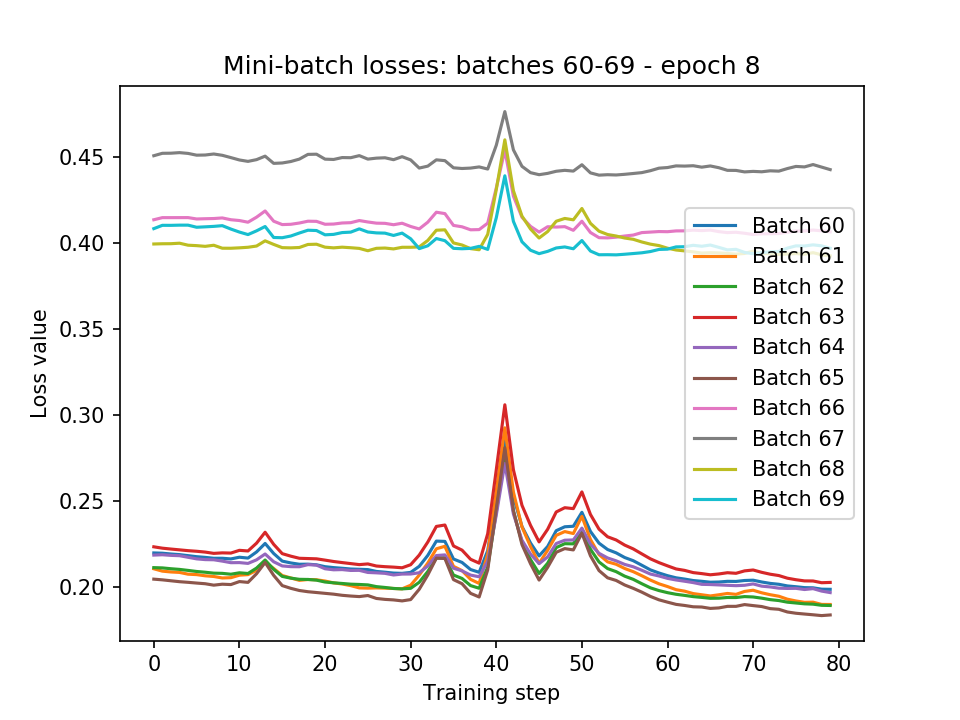 Mini-batch losses: batches 60-69 - epoch 8
Loss value
0.45
0.40
0.35
0.30
0.25
0.20
Batch 60
Batch 61
Batch 62
Batch 63
Batch 64
Batch 65
Batch 66
Batch 67
Batch 68
Batch 69
0 10 20 30 40 50 60 70 80
Training step